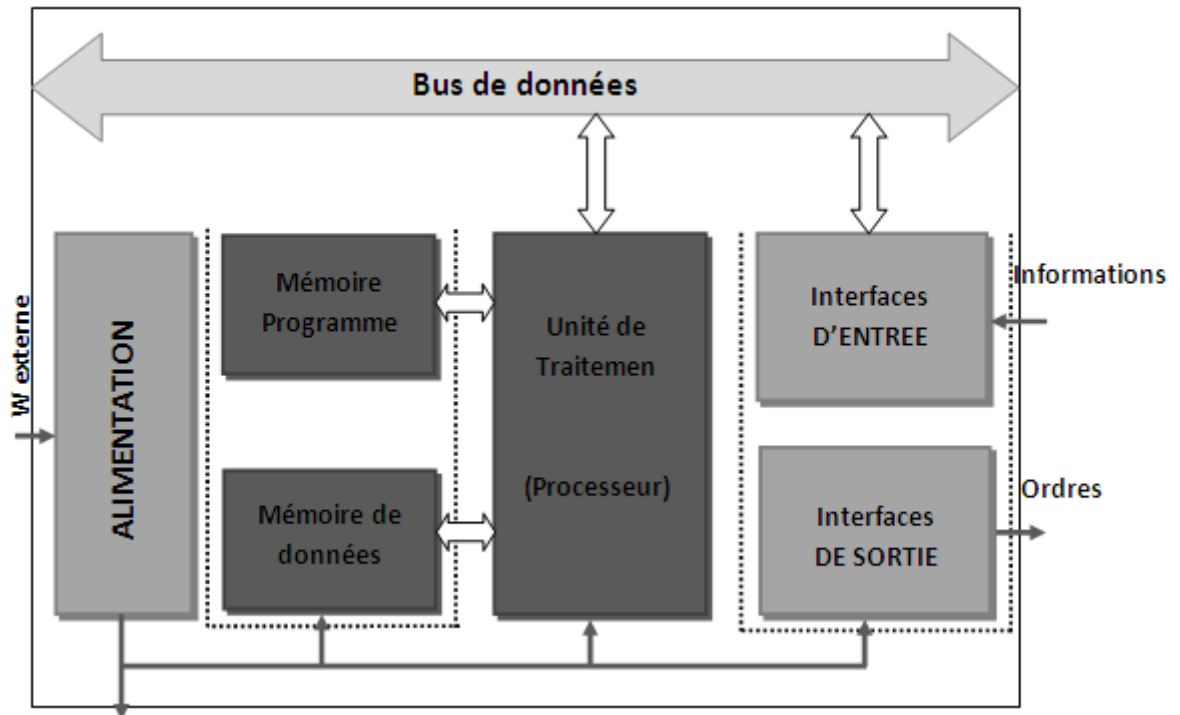 Bus de données
W externe
ALIMENTATION
Mémoire
Programme
Mémoire de
données
Unité de
Traitemen
(Processeur)
Interfaces
D'ENTREE
Informations
Interfaces
DE SORTIE
Ordres